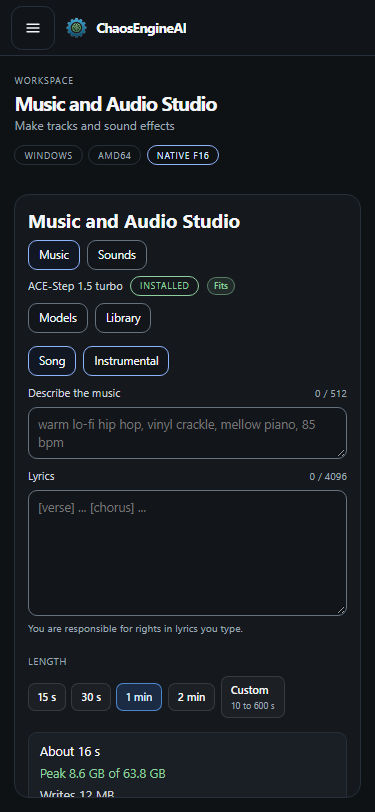 ChaosEngineAI
WORKSPACE
Music and Audio Studio
Make tracks and sound effects
WINDOWS AMD64 NATIVE F16
Music and Audio Studio
Music Sounds
ACE-Step 1.5 turbo INSTALLED Fits
Models Library
Song Instrumental
Describe the music 0 / 512
warm lo-fi hip hop, vinyl crackle, mellow piano, 85
bpm
Lyrics 0 / 4096
[verse] ... [chorus] ...
You are responsible for rights in lyrics you type.
LENGTH
15 s 30 s 1 min 2 min Custom
10 to 600 s
About 16 s
Peak 8.6 GB of 63.8 GB
Writes 12 MB